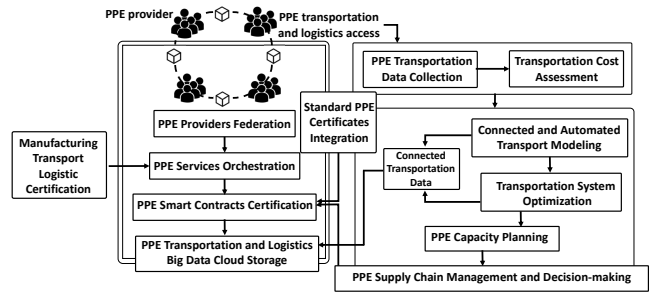 PPE provider
PPE transportation
and logistics access
PPE Transportation
Data Collection
Transportation Cost
Assessment
PPE Providers Federation
Standard PPE
Certificates
Integration
Manufacturing
Transport
Logistic
Certification
PPE Services Orchestration
Connected
Transportation
Data
Connected and Automated
Transport Modeling
PPE Smart Contracts Certification
Transportation System
Optimization
PPE Transportation and Logistics
Big Data Cloud Storage
PPE Capacity Planning
PPE Supply Chain Management and Decision-making